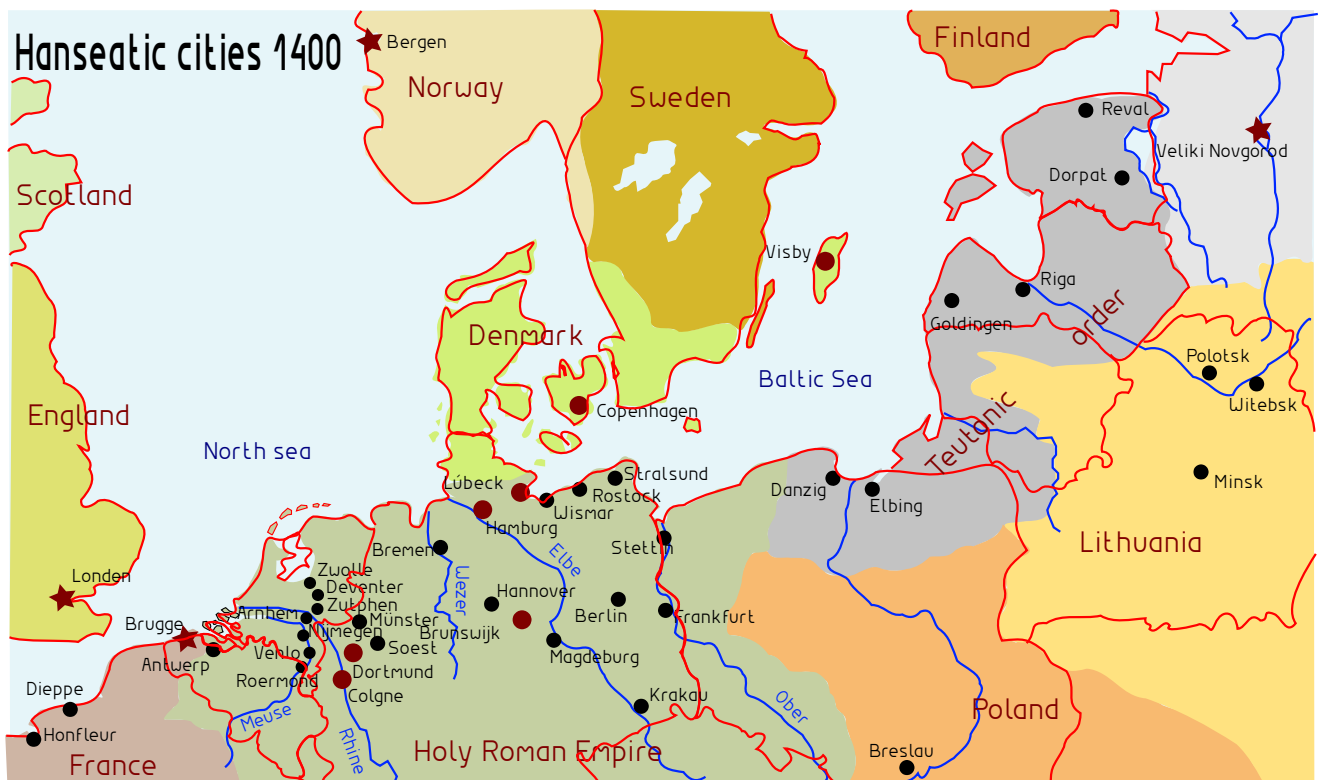 Hanseatic cities 1400
Bergen
Norway
Sweden
Finland
Reval
Veliki Novgorod
Dorpat
Scotland
Visby
Riga
Goldingen
order
Denmark
Polotsk
Witebsk
Baltic Sea
Copenhagen
England
Teutonic
North sea
Minsk
Lúbeck
Stralsund
Rostock
Wismar
Hamburg
Danzig
Elbing
Bremen
Elbe
Stettin
Lithuania
London
Zwolle
Deventer
Zutphen
Wezer
Hannover
Berlin
Frankfurt
Brugge
Arnhem
Münster
Nijmegen
Brunsuijk
Soest
Magdeburg
Antwerp
Venlo
Roermond
Dortmund
Colgne
Dieppe
Krakau
Ober
Poland
Meuse
Honfleur
Rhine
Holy Roman Empire
Breslau
France